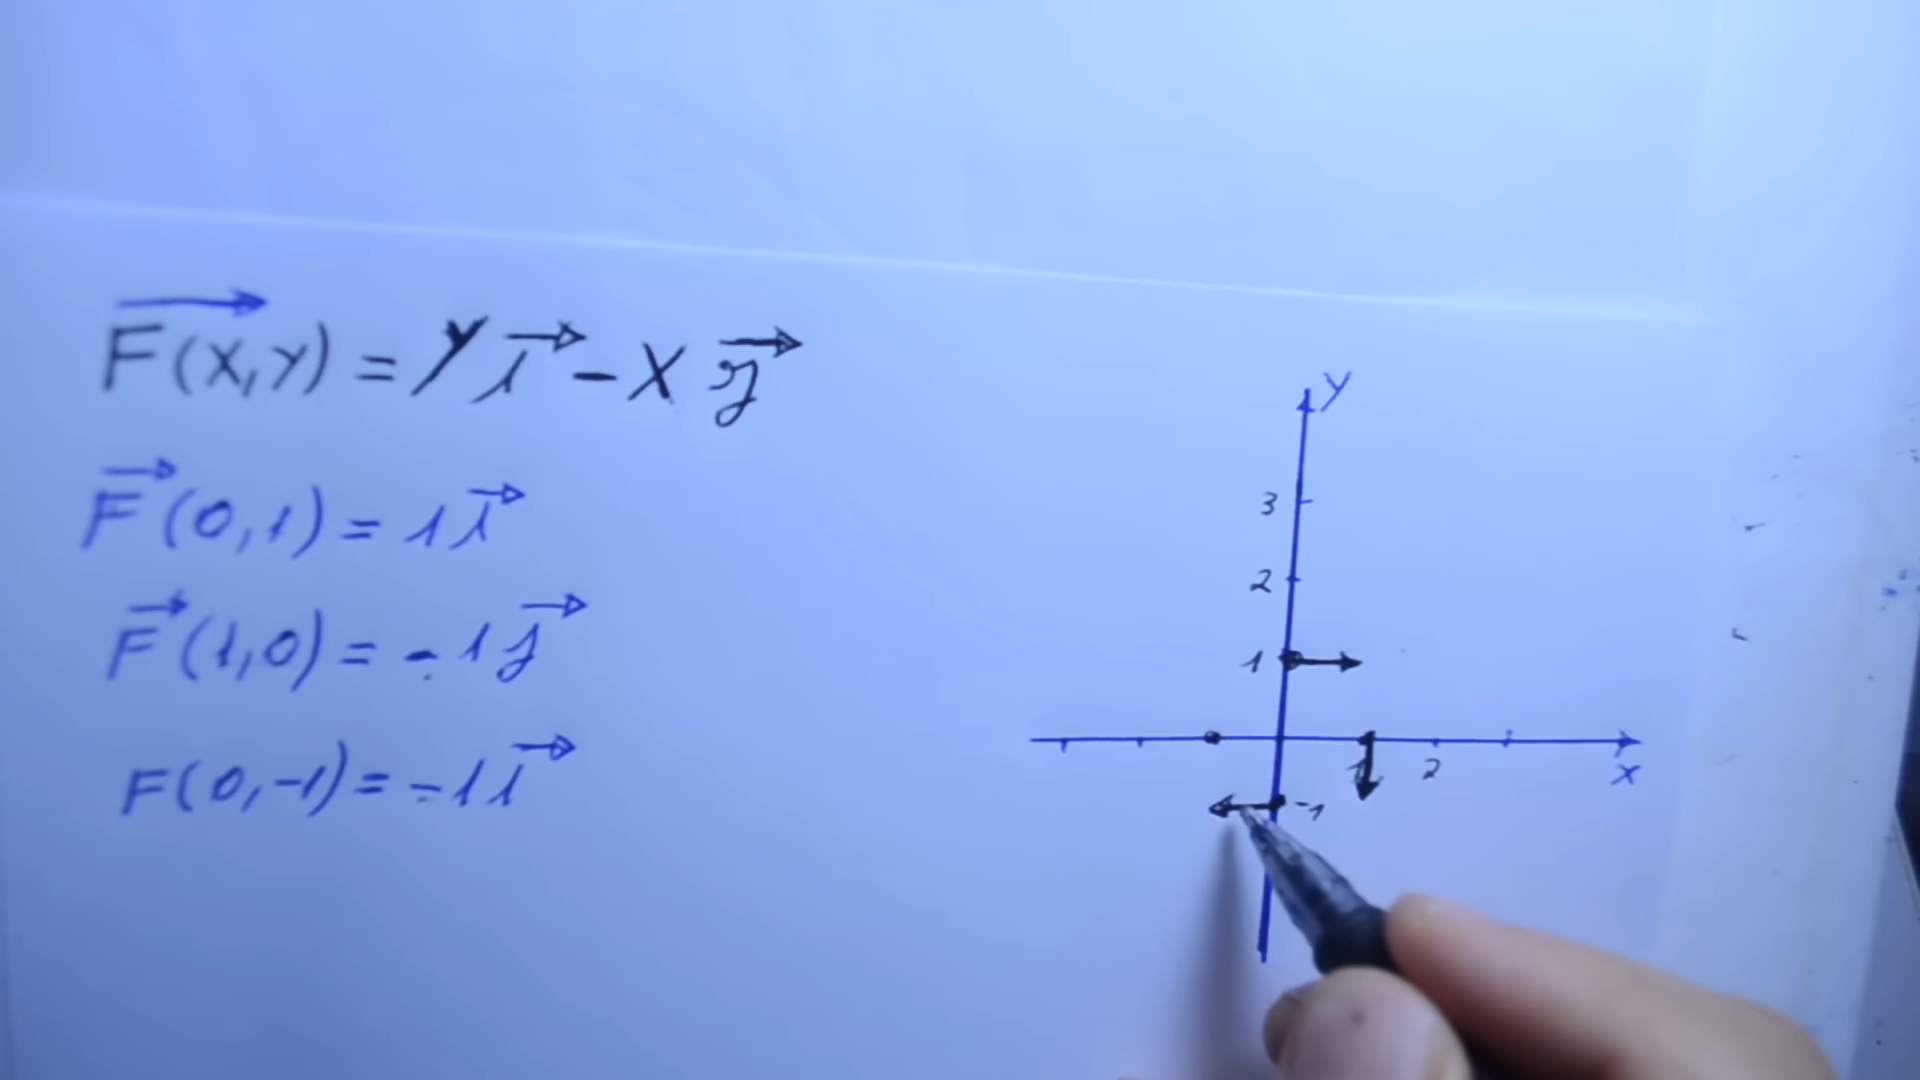 F⃗(x,y) = y i⃗ - x j⃗
F⃗(0,1) = 1 i⃗
F⃗(1,0) = -1 j⃗
F(0,-1) = -1 i⃗
y
3
2
1
1 2
x
-1